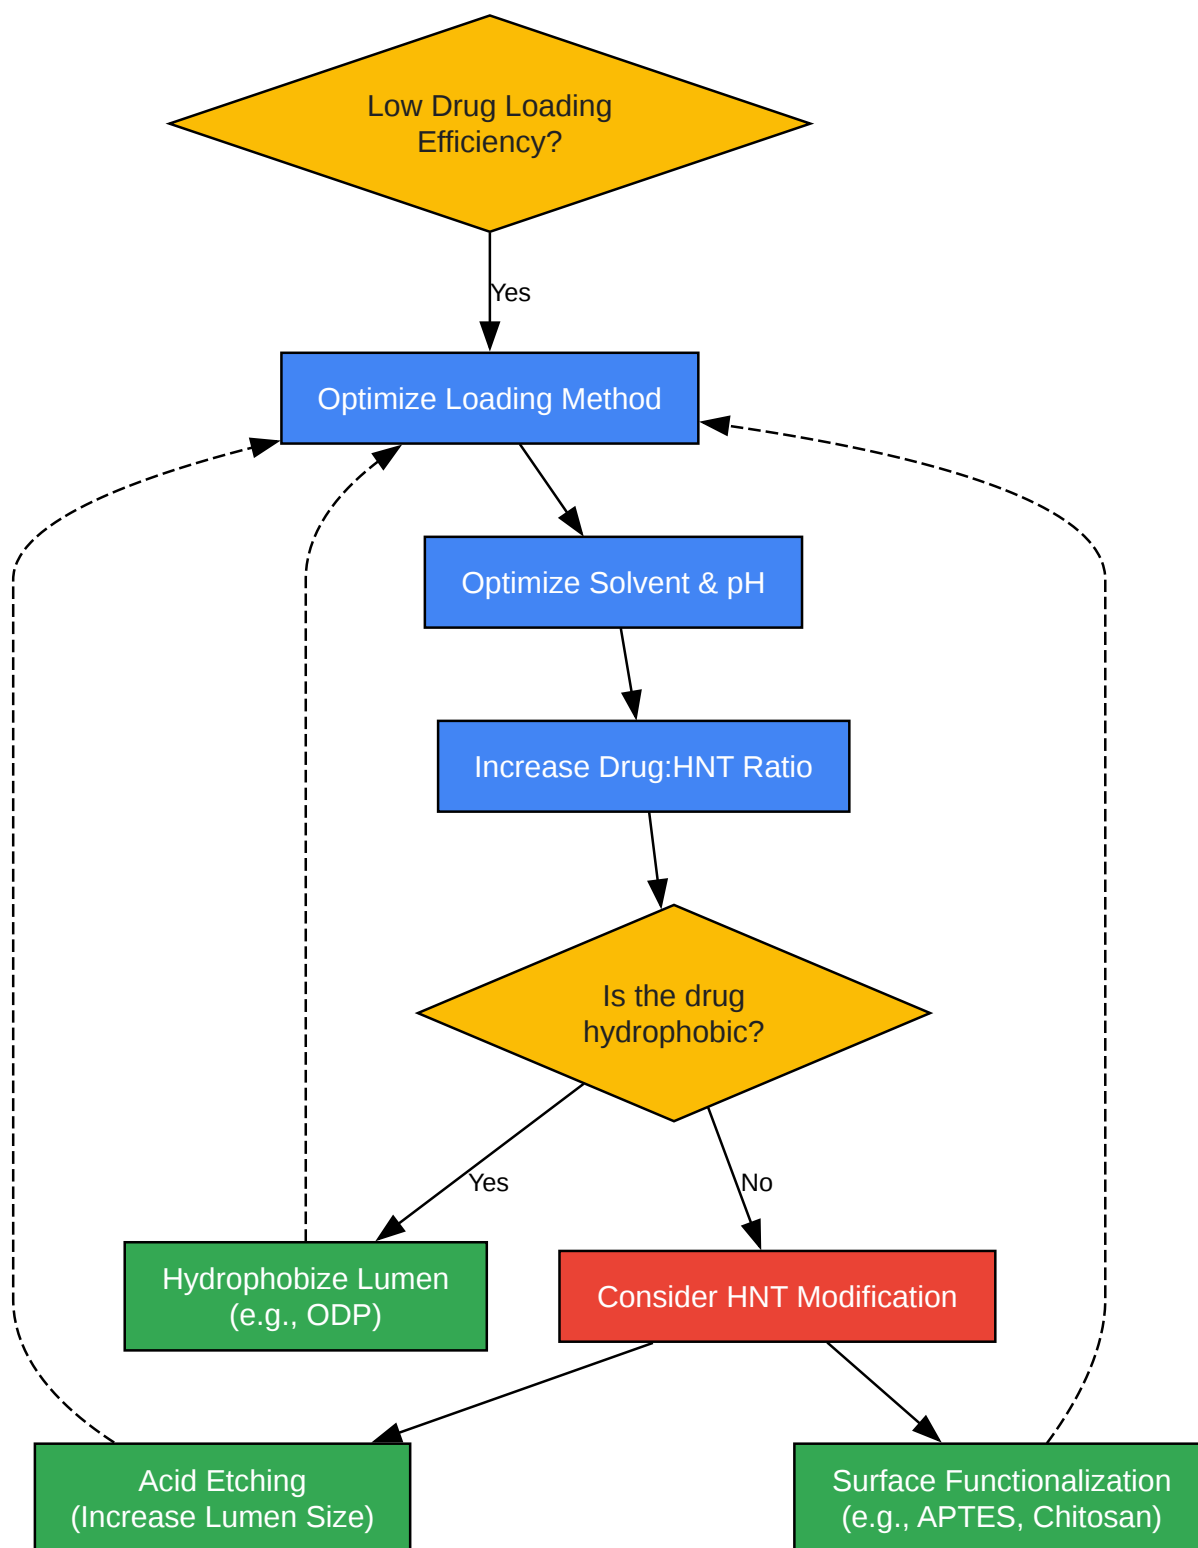 Low Drug Loading
Efficiency?
Yes
Optimize Loading Method
Optimize Solvent & pH
Increase Drug:HNT Ratio
Is the drug
hydrophobic?
Yes
No
Hydrophobize Lumen
(e.g., ODP)
Consider HNT Modification
Acid Etching
(Increase Lumen Size)
Surface Functionalization
(e.g., APTES, Chitosan)